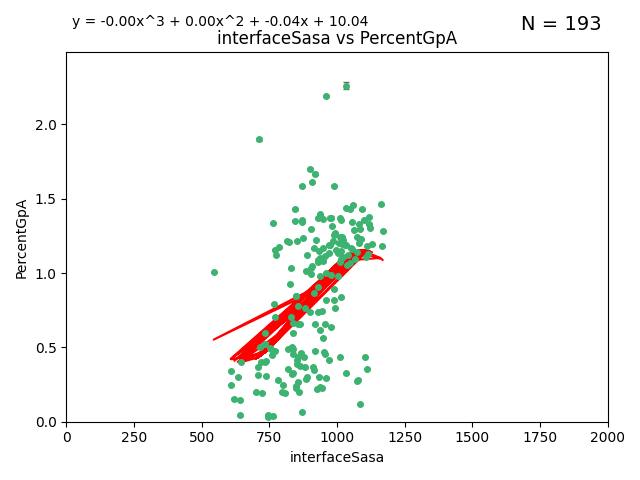 y = -0.00x^3 + 0.00x^2 + -0.04x + 10.04
N = 193
interfaceSasa vs PercentGpA
PercentGpA
2.0
1.5
1.0
0.5
0.0
0 250 500 750 1000 1250 1500 1750 2000
interfaceSasa